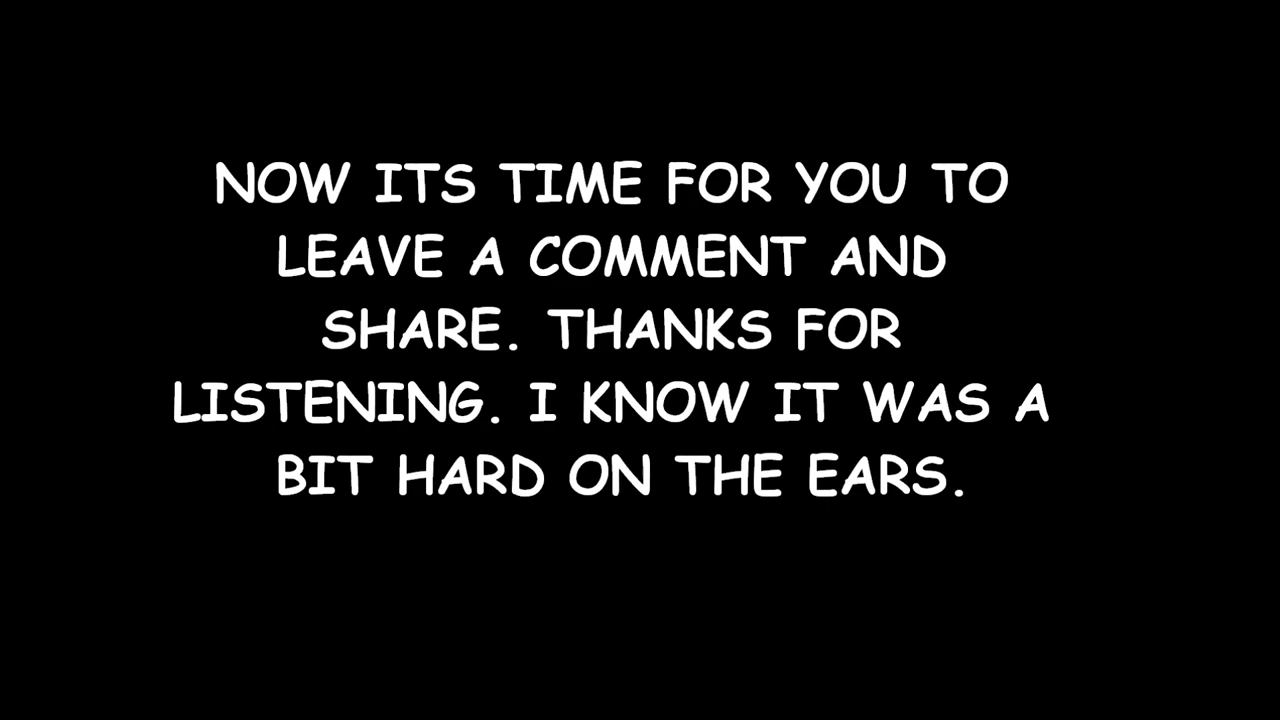 NOW ITS TIME FOR YOU TO
LEAVE A COMMENT AND
SHARE. THANKS FOR
LISTENING. I KNOW IT WAS A
BIT HARD ON THE EARS.